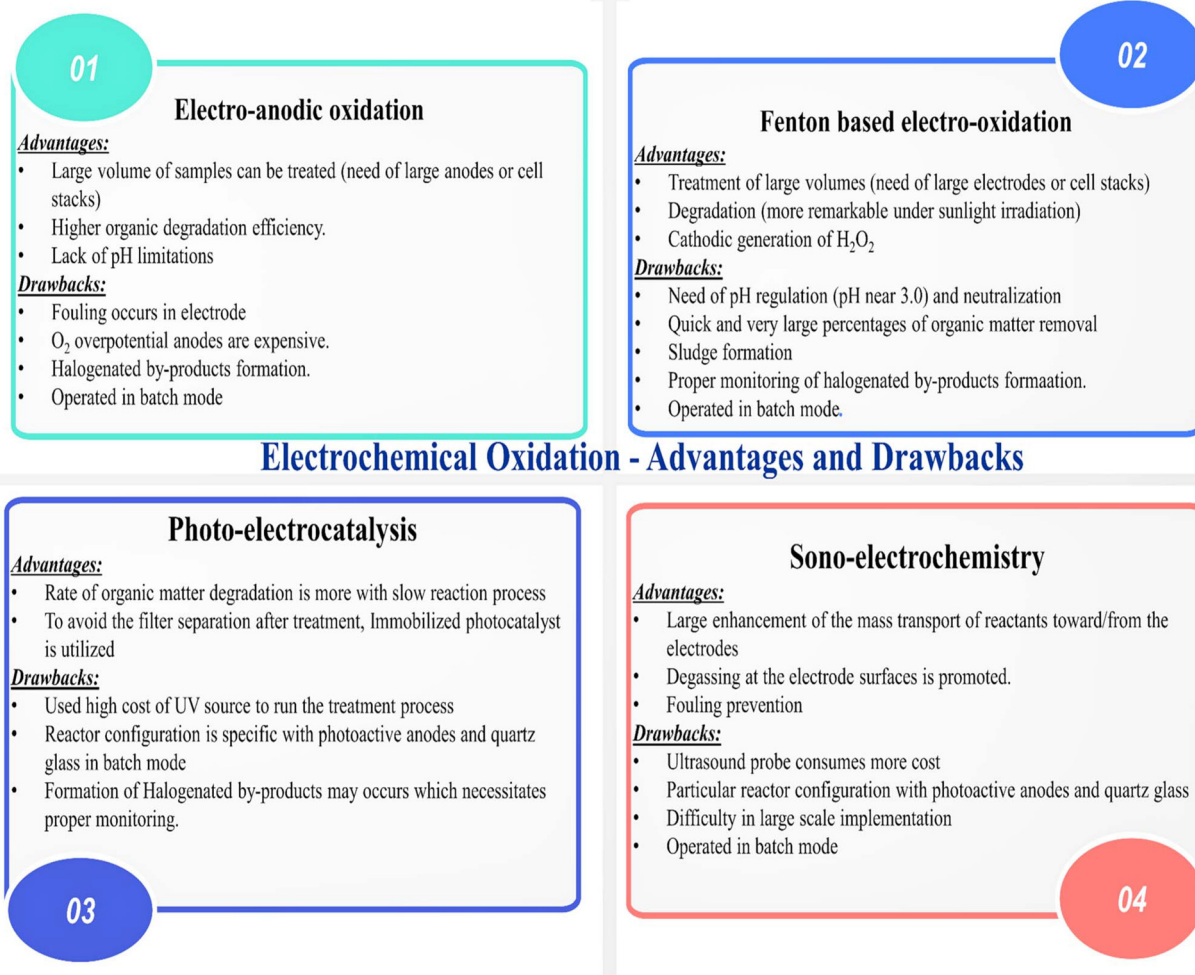 01
Electro-anodic oxidation
Advantages:
• Large volume of samples can be treated (need of large anodes or cell
stacks)
• Higher organic degradation efficiency.
• Lack of pH limitations
Drawbacks:
• Fouling occurs in electrode
• O₂ overpotential anodes are expensive.
• Halogenated by-products formation.
• Operated in batch mode
02
Fenton based electro-oxidation
Advantages:
• Treatment of large volumes (need of large electrodes or cell stacks)
• Degradation (more remarkable under sunlight irradiation)
• Cathodic generation of H₂O₂
Drawbacks:
• Need of pH regulation (pH near 3.0) and neutralization
• Quick and very large percentages of organic matter removal
• Sludge formation
• Proper monitoring of halogenated by-products formaation.
• Operated in batch mode.
Electrochemical Oxidation - Advantages and Drawbacks
Photo-electrocatalysis
Advantages:
• Rate of organic matter degradation is more with slow reaction process
• To avoid the filter separation after treatment, Immobilized photocatalyst
is utilized
Drawbacks:
• Used high cost of UV source to run the treatment process
• Reactor configuration is specific with photoactive anodes and quartz
glass in batch mode
• Formation of Halogenated by-products may occurs which necessitates
proper monitoring.
03
Sono-electrochemistry
Advantages:
• Large enhancement of the mass transport of reactants toward/from the
electrodes
• Degassing at the electrode surfaces is promoted.
• Fouling prevention
Drawbacks:
• Ultrasound probe consumes more cost
• Particular reactor configuration with photoactive anodes and quartz glass
• Difficulty in large scale implementation
• Operated in batch mode
04